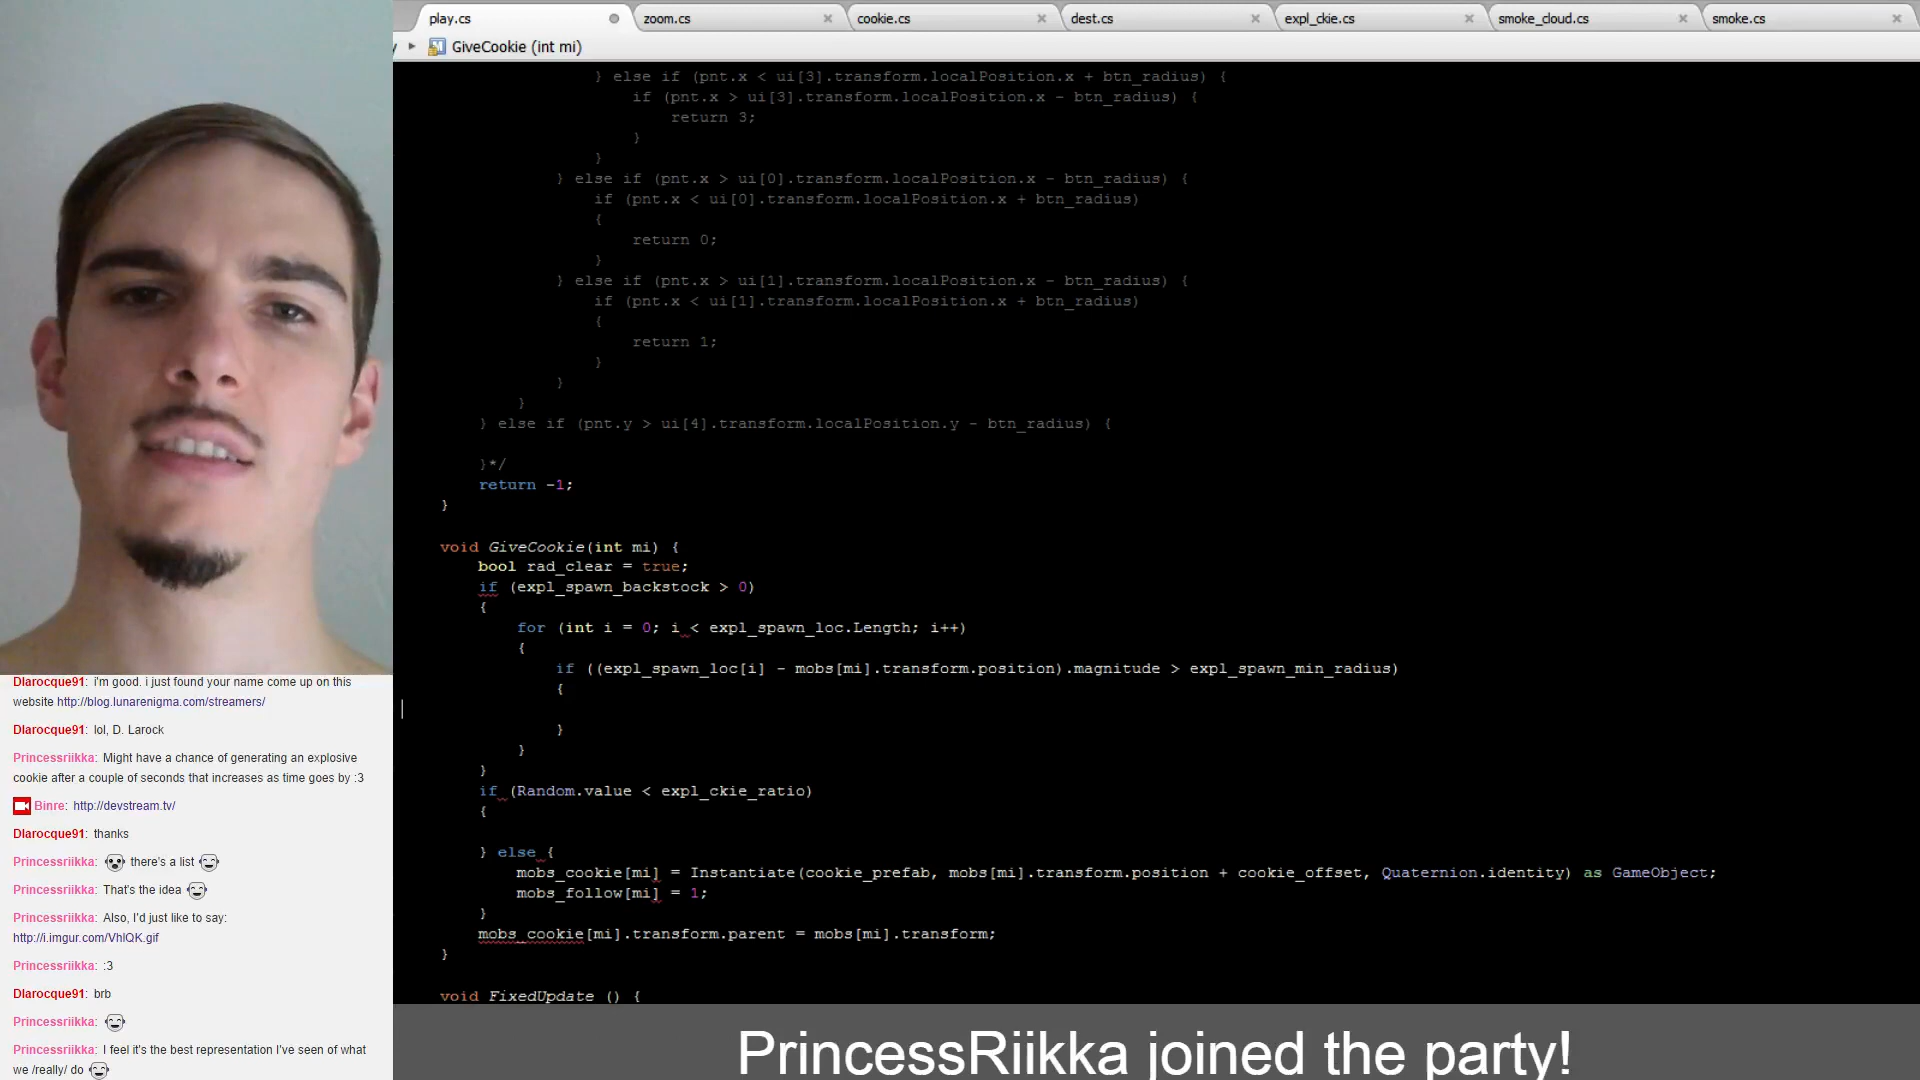 play.cs
zoom.cs
cookie.cs
dest.cs
expl_ckie.cs
smoke_cloud.cs
smoke.cs
GiveCookie (int mi)
} else if (pnt.x < ui[3].transform.localPosition.x + btn_radius) {
if (pnt.x > ui[3].transform.localPosition.x - btn_radius) {
return 3;
}
}
} else if (pnt.x > ui[0].transform.localPosition.x - btn_radius) {
if (pnt.x < ui[0].transform.localPosition.x + btn_radius)
{
return 0;
}
} else if (pnt.x > ui[1].transform.localPosition.x - btn_radius) {
if (pnt.x < ui[1].transform.localPosition.x + btn_radius)
{
return 1;
}
}
}
} else if (pnt.y > ui[4].transform.localPosition.y - btn_radius) {
}*/
return -1;
}
void GiveCookie(int mi) {
bool rad_clear = true;
if (expl_spawn_backstock > 0)
{
for (int i = 0; i < expl_spawn_loc.Length; i++)
{
if ((expl_spawn_loc[i] - mobs[mi].transform.position).magnitude > expl_spawn_min_radius)
{
}
}
}
if (Random.value < expl_ckie_ratio)
{
} else {
mobs_cookie[mi] = Instantiate(cookie_prefab, mobs[mi].transform.position + cookie_offset, Quaternion.identity) as GameObject;
mobs_follow[mi] = 1;
}
mobs_cookie[mi].transform.parent = mobs[mi].transform;
}
void FixedUpdate () {
Dlarocque91: i'm good. i just found your name come up on this
website http://blog.lunarenigma.com/streamers/
Dlarocque91: lol, D. Larock
Princessriikka: Might have a chance of generating an explosive
cookie after a couple of seconds that increases as time goes by :3
Binre: http://devstream.tv/
Dlarocque91: thanks
Princessriikka: there's a list
Princessriikka: That's the idea
Princessriikka: Also, I'd just like to say:
http://i.imgur.com/VhlQK.gif
Princessriikka: :3
Dlarocque91: brb
Princessriikka:
Princessriikka: I feel it's the best representation I've seen of what
we /really/ do
PrincessRiikka joined the party!